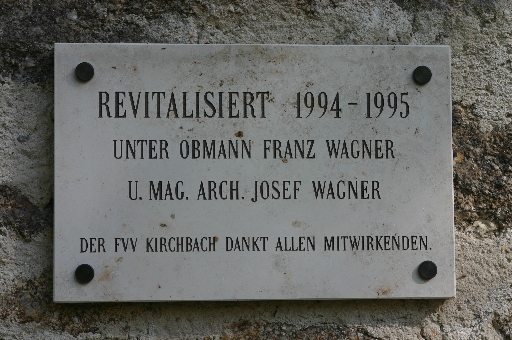 REVITALISIERT 1994-1995
UNTER OBMANN FRANZ WAGNER
U. MAG. ARCH. JOSEF WAGNER
DER FVV KIRCHBACH DANKT ALLEN MITWIRKENDEN.